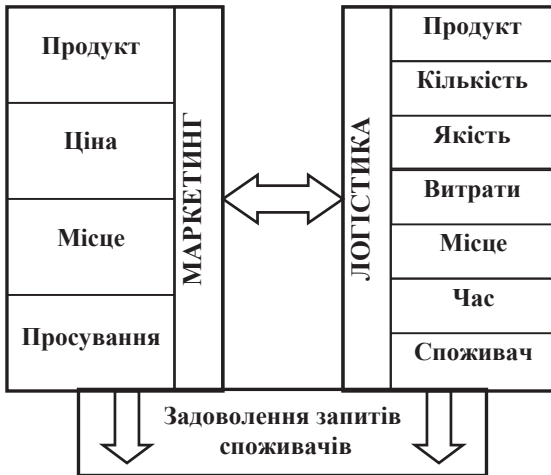 Продукт
Ціна
Місце
Просування
МАРКЕТИНГ
ЛОГІСТИКА
Продукт
Кількість
Якість
Витрати
Місце
Час
Споживач
Задоволення запитів
споживачів